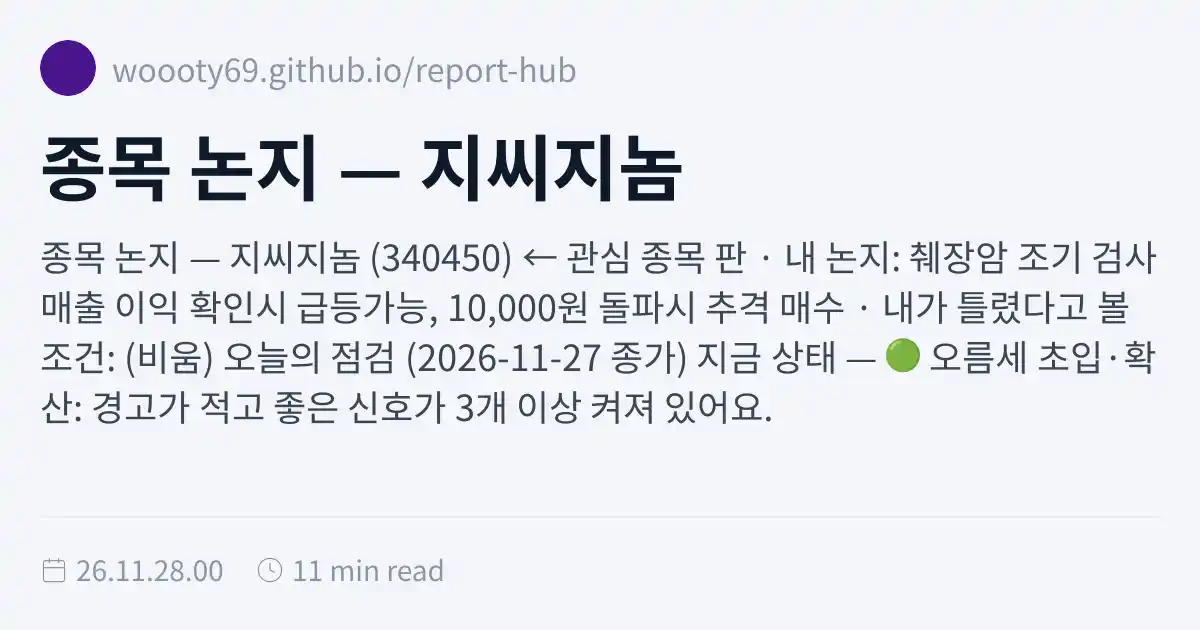 woooty69.github.io/report-hub
종목 논지 — 지씨지놈
종목 논지 — 지씨지놈 (340450) ← 관심 종목 판 · 내 논지: 췌장암 조기 검사
매출 이익 확인시 급등가능, 10,000원 돌파시 추격 매수 · 내가 틀렸다고 볼
조건: (비움) 오늘의 점검 (2026-11-27 종가) 지금 상태 — 🟢 오름세 초입·확
산: 경고가 적고 좋은 신호가 3개 이상 켜져 있어요.
26.11.28.00 11 min read